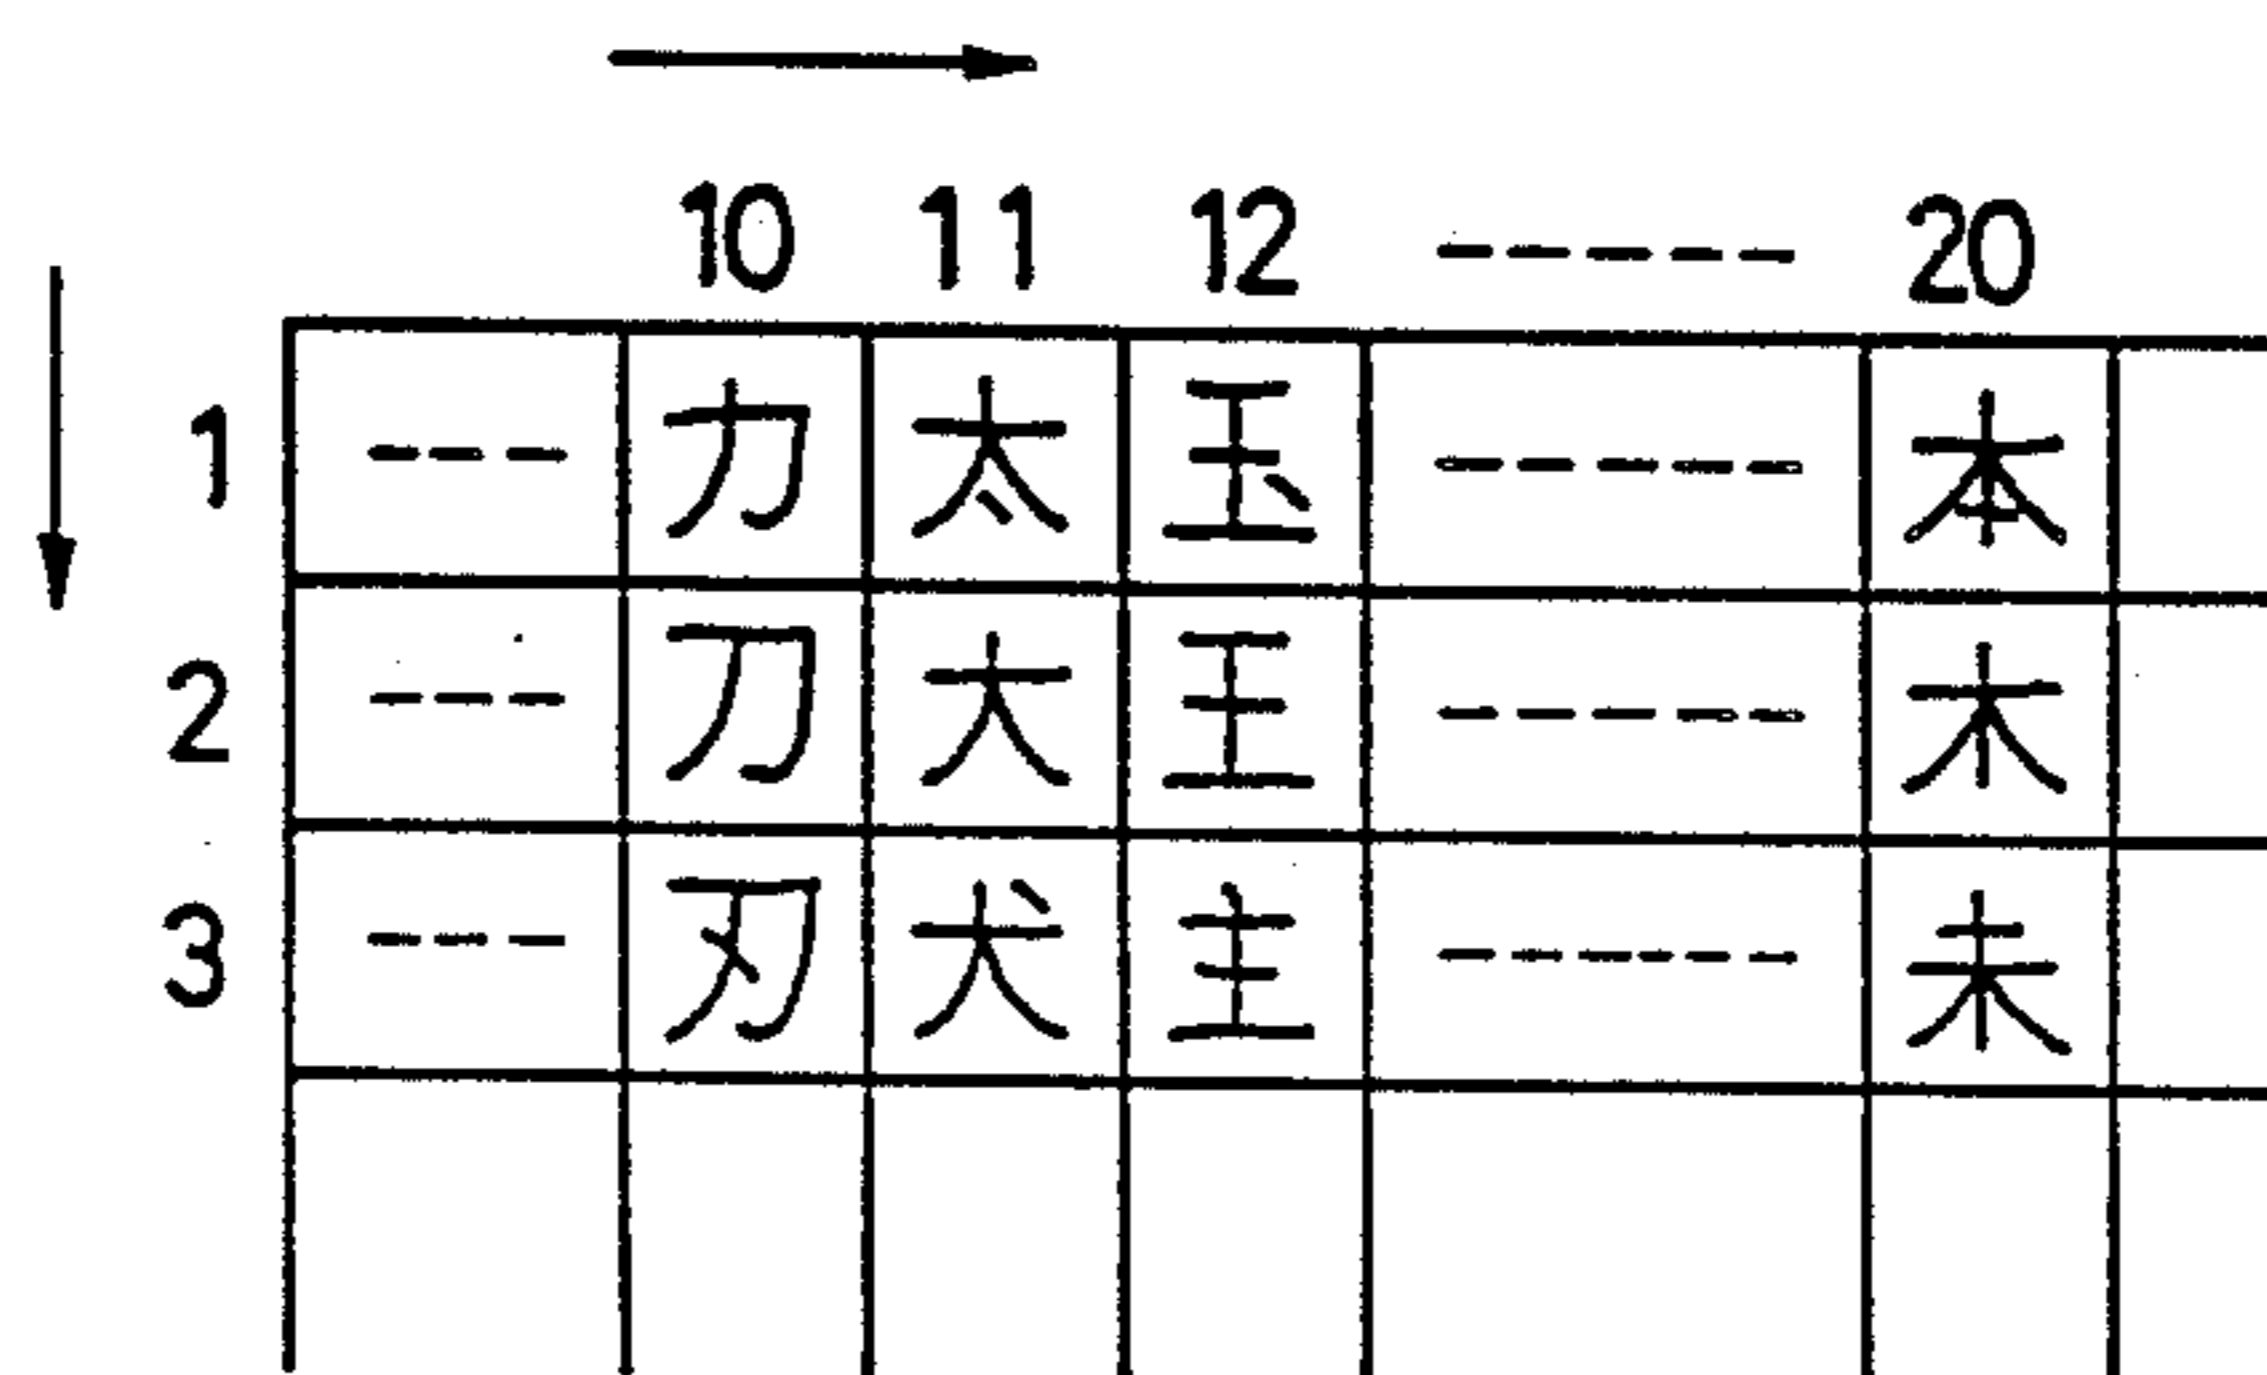 10 11 12 ----- 20
1 --- 力 太 玉 ----- 本
2 --- 刀 大 王 ----- 木
3 --- 刃 犬 主 ------ 未